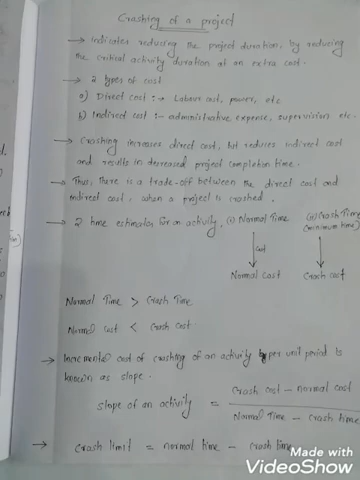 Crashing of a project
→ Indicates reducing the project duration, by reducing
the critical activity duration at an extra cost.
→ 2 types of cost
a) Direct cost :→ Labour cost, power, etc
b) Indirect cost :- administrative expense, supervision etc.
→ Crashing increases direct cost, but reduces indirect cost
and results in decreased project completion time.
→ Thus, there is a trade-off between the direct cost and
indirect cost, when a project is crashed.
→ 2 time estimates for an activity. (i) Normal Time (ii) Crash Time
(minimum time)
cost
Normal cost Crash cost
Normal Time > Crash Time
Normal cost < crash cost
→ Incremental cost of crashing of an activity per unit period is
known as slope.
Slope of an activity = Crash cost - normal cost
Normal Time - crash time
→ Crash limit = normal time - crash time
Made with
VideoShow